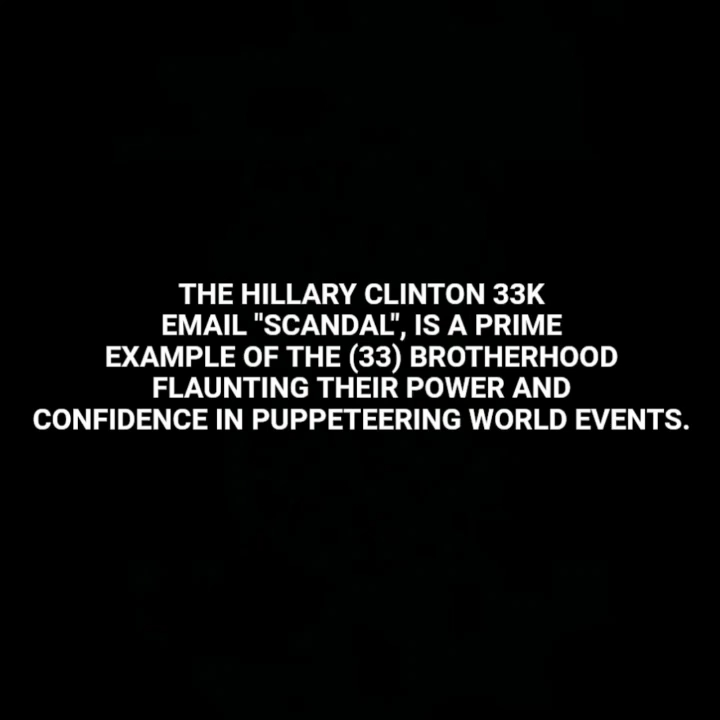 THE HILLARY CLINTON 33K
EMAIL "SCANDAL", IS A PRIME
EXAMPLE OF THE (33) BROTHERHOOD
FLAUNTING THEIR POWER AND
CONFIDENCE IN PUPPETEERING WORLD EVENTS.